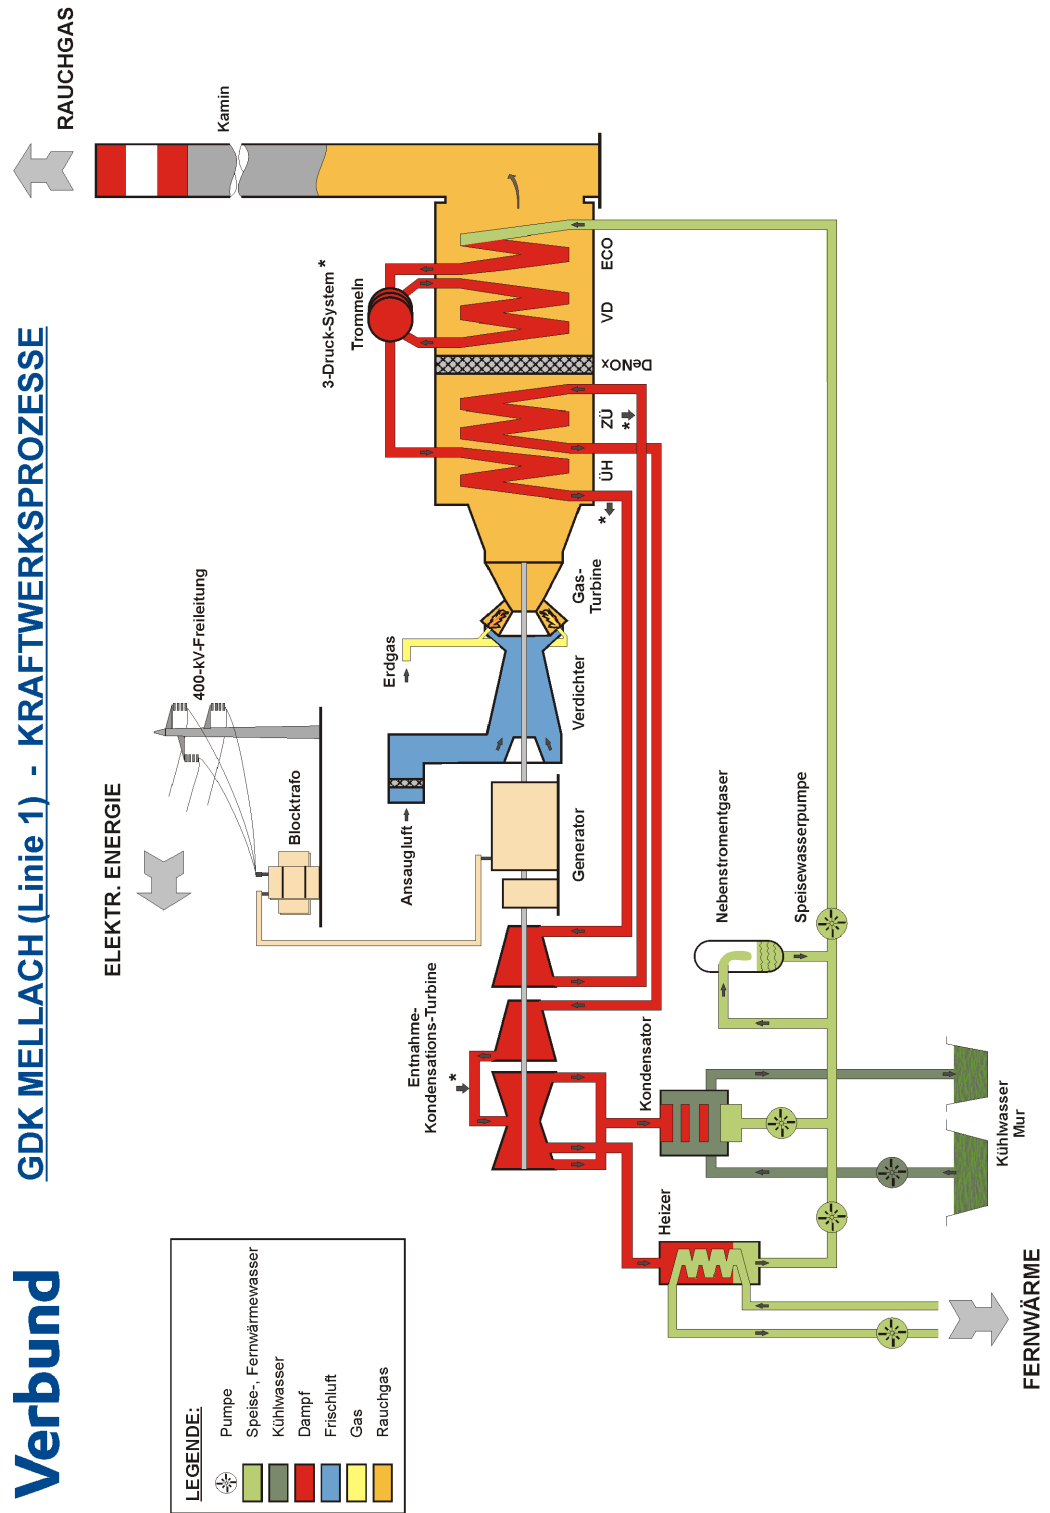 Verbund
GDK MELLACH (Linie 1) - KRAFTWERKSPROZESSE
LEGENDE:
Pumpe
Speise-, Fernwärmewasser
Kühlwasser
Dampf
Frischluft
Gas
Rauchgas
ELEKTR. ENERGIE
400-kV-Freileitung
Blocktrafo
RAUCHGAS
Kamin
3-Druck-System *
Trommeln
Erdgas
Ansaugluft
Entnahme-
Kondensations-Turbine
*
Generator
Verdichter
Gas-
Turbine
*
ÜH
ZÜ
*
DeNOx
VD
ECO
Heizer
Kondensator
Nebenstromentgaser
Speisewasserpumpe
Kühlwasser
Mur
FERNWÄRME